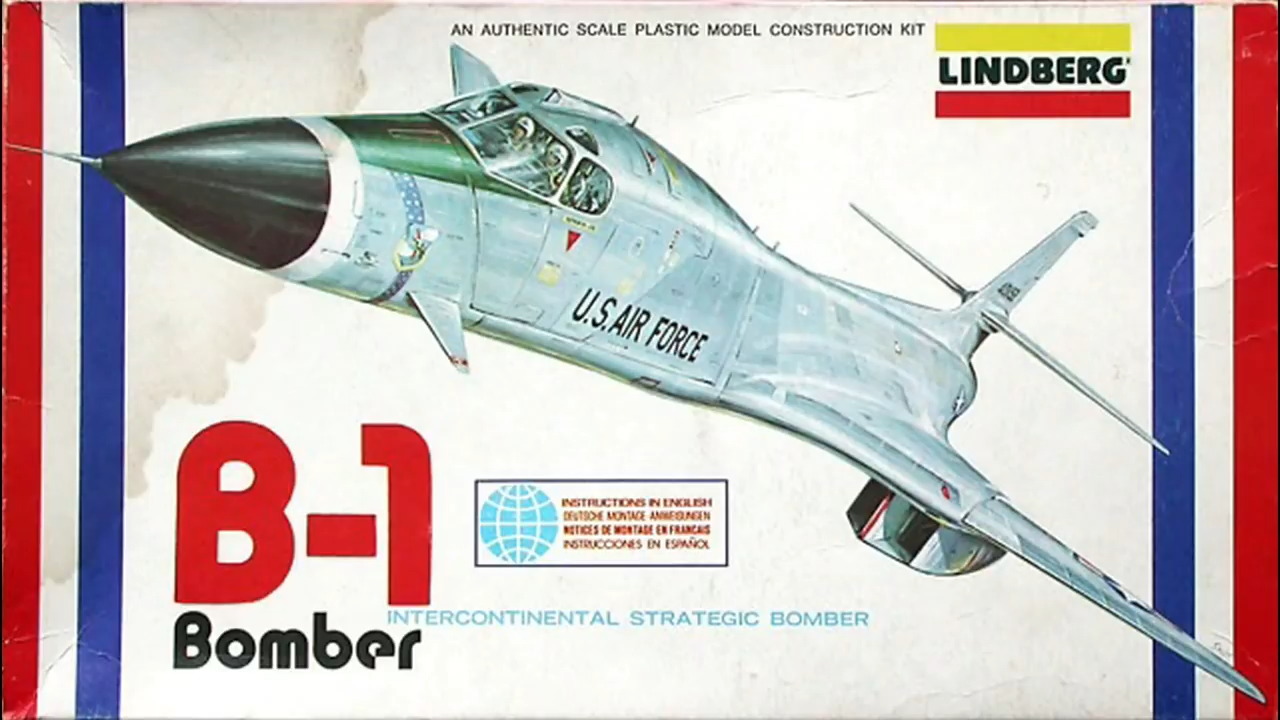 AN AUTHENTIC SCALE PLASTIC MODEL CONSTRUCTION KIT
LINDBERG
U.S. AIR FORCE
B-1
Bomber
INSTRUCTIONS IN ENGLISH
DEUTSCHE MONTAGE-ANWEISUNGEN
NOTICES DE MONTAGE EN FRANCAIS
INSTRUCCIONES EN ESPAÑOL
INTERCONTINENTAL STRATEGIC BOMBER